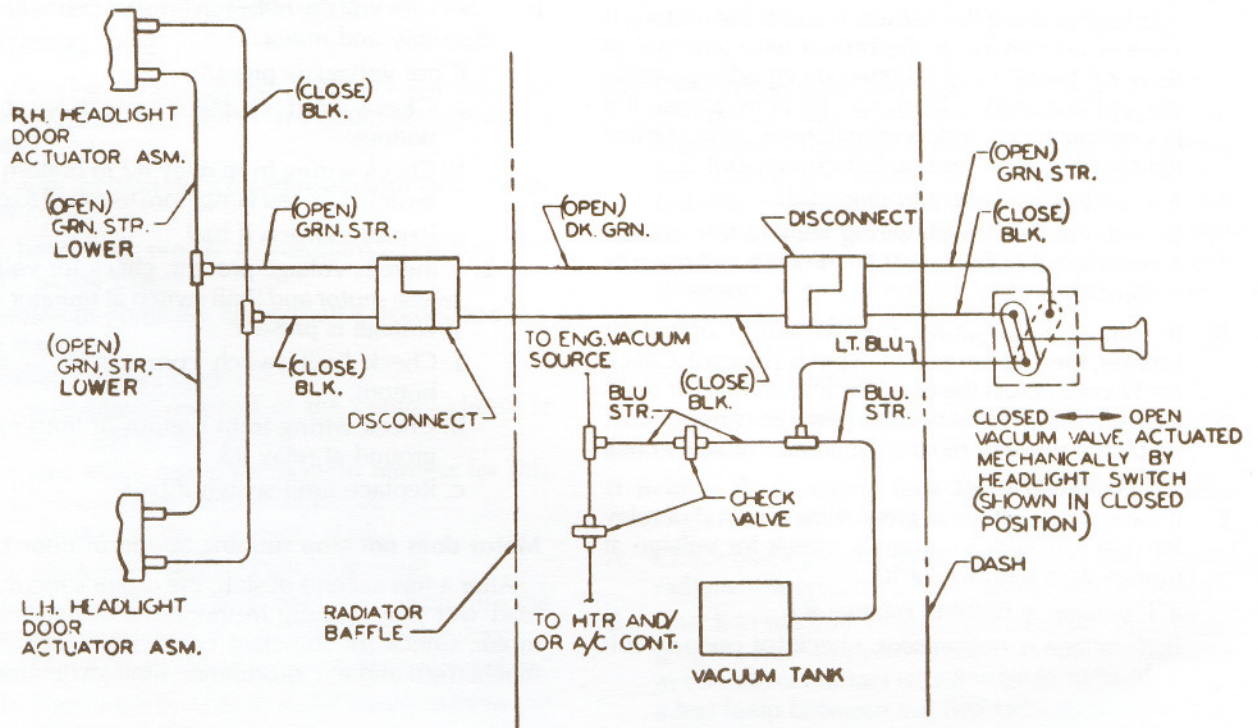 (CLOSE)
BLK.
R.H. HEADLIGHT
DOOR
ACTUATOR ASM.
(OPEN)
GRN. STR.
LOWER
(OPEN)
GRN. STR.
(OPEN)
DK. GRN.
DISCONNECT
(OPEN)
GRN. STR.
(CLOSE)
BLK.
(OPEN)
GRN. STR.
LOWER
(CLOSE)
BLK.
DISCONNECT
TO ENG. VACUUM
SOURCE
BLU
STR.
(CLOSE)
BLK.
LT. BLU
BLU.
STR.
CLOSED OPEN
VACUUM VALVE ACTUATED
MECHANICALLY BY
HEADLIGHT SWITCH
(SHOWN IN CLOSED
POSITION)
CHECK
VALVE
L.H. HEADLIGHT
DOOR
ACTUATOR ASM.
RADIATOR
BAFFLE
TO HTR AND/
OR A/C CONT.
VACUUM TANK
DASH